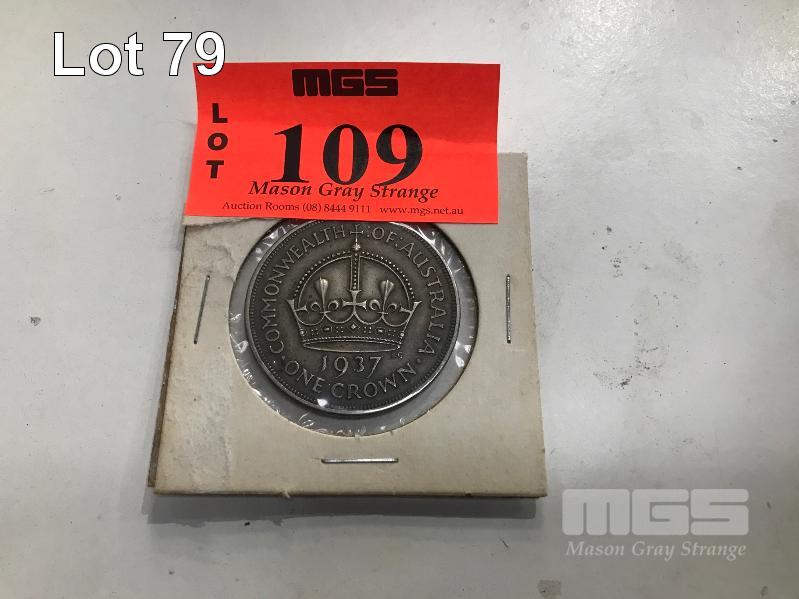 Lot 79
MGS
LOT
109
Mason Gray Strange
Auction Rooms (08) 8444 9111 www.mgs.net.au
COMMONWEALTH OF AUSTRALIA
1937
ONE CROWN
MGS
Mason Gray Strange